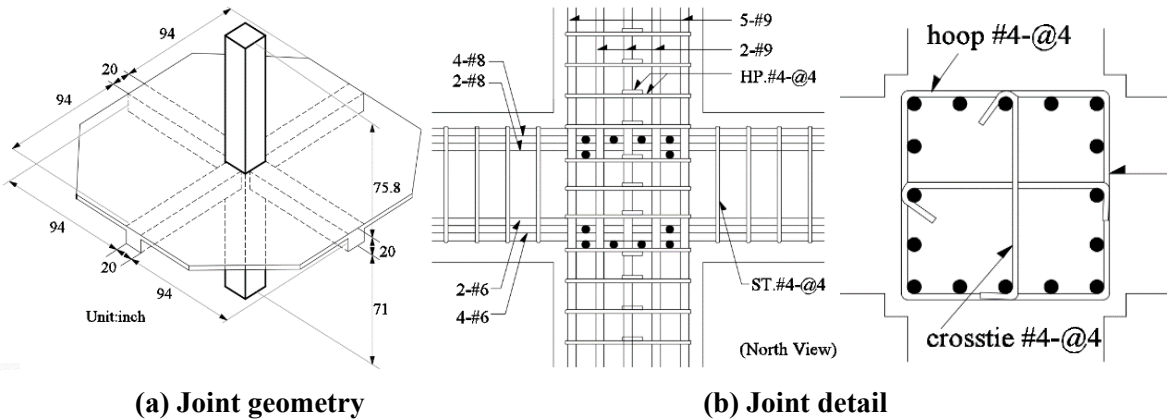 94
20
94
94
20
94
75.8
20
71
Unit:inch
5-#9
2-#9
4-#8
2-#8
HP.#4-@4
2-#6
4-#6
ST.#4-@4
(North View)
hoop #4-@4
crosstie #4-@4
(a) Joint geometry
(b) Joint detail